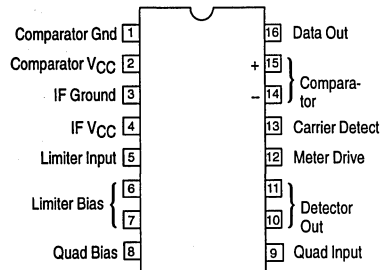 Comparator Gnd 1 16 Data Out
Comparator VCC 2 + 15
IF Ground 3 − 14 Compara-
tor
IF VCC 4 13 Carrier Detect
Limiter Input 5 12 Meter Drive
Limiter Bias 6 11 Detector
7 10 Out
Quad Bias 8 9 Quad Input